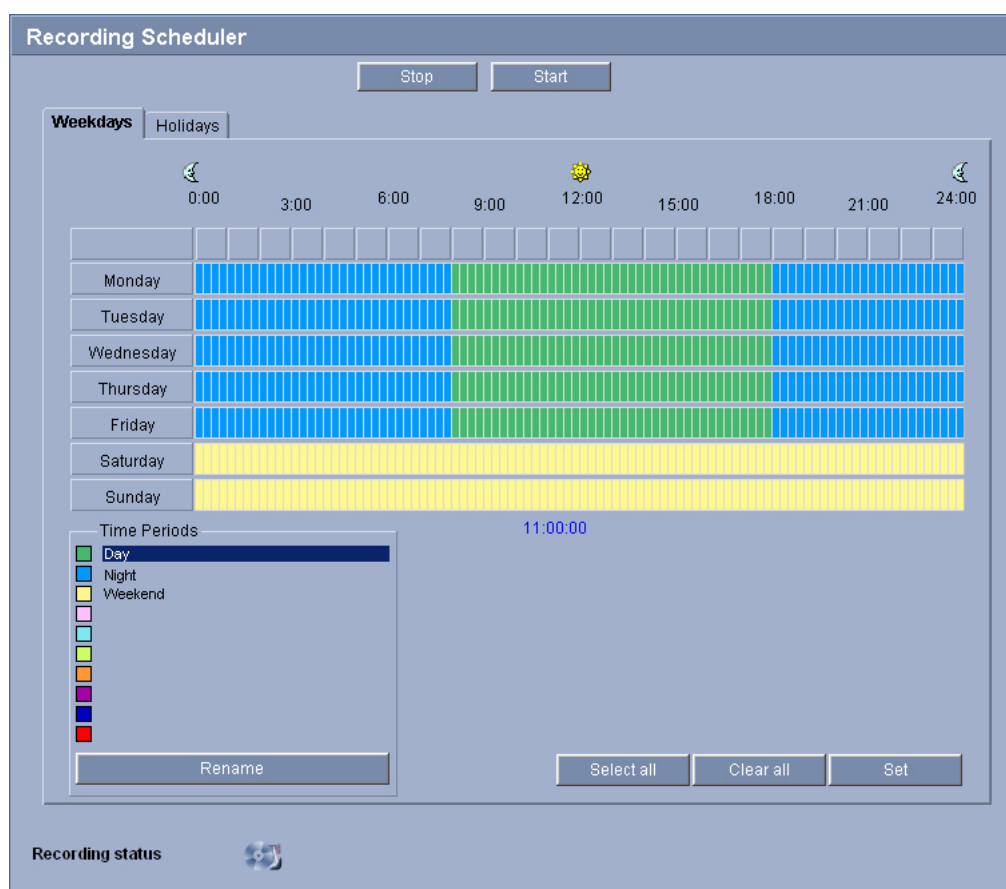 Recording Scheduler
Stop Start
Weekdays Holidays
0:00 3:00 6:00 9:00 12:00 15:00 18:00 21:00 24:00
Monday
Tuesday
Wednesday
Thursday
Friday
Saturday
Sunday
Time Periods 11:00:00
Day
Night
Weekend
Rename Select all Clear all Set
Recording status